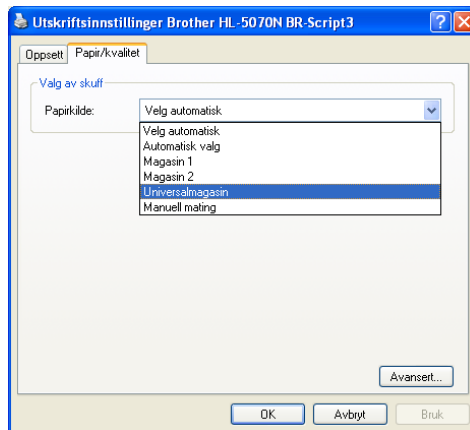 Utskriftsinnstillinger Brother HL-5070N BR-Script3
Oppsett Papir/kvalitet
Valg av skuff
Papirkilde: Velg automatisk
Velg automatisk
Automatisk valg
Magasin 1
Magasin 2
Universalmagasin
Manuell mating
Avansert...
OK Avbryt Bruk